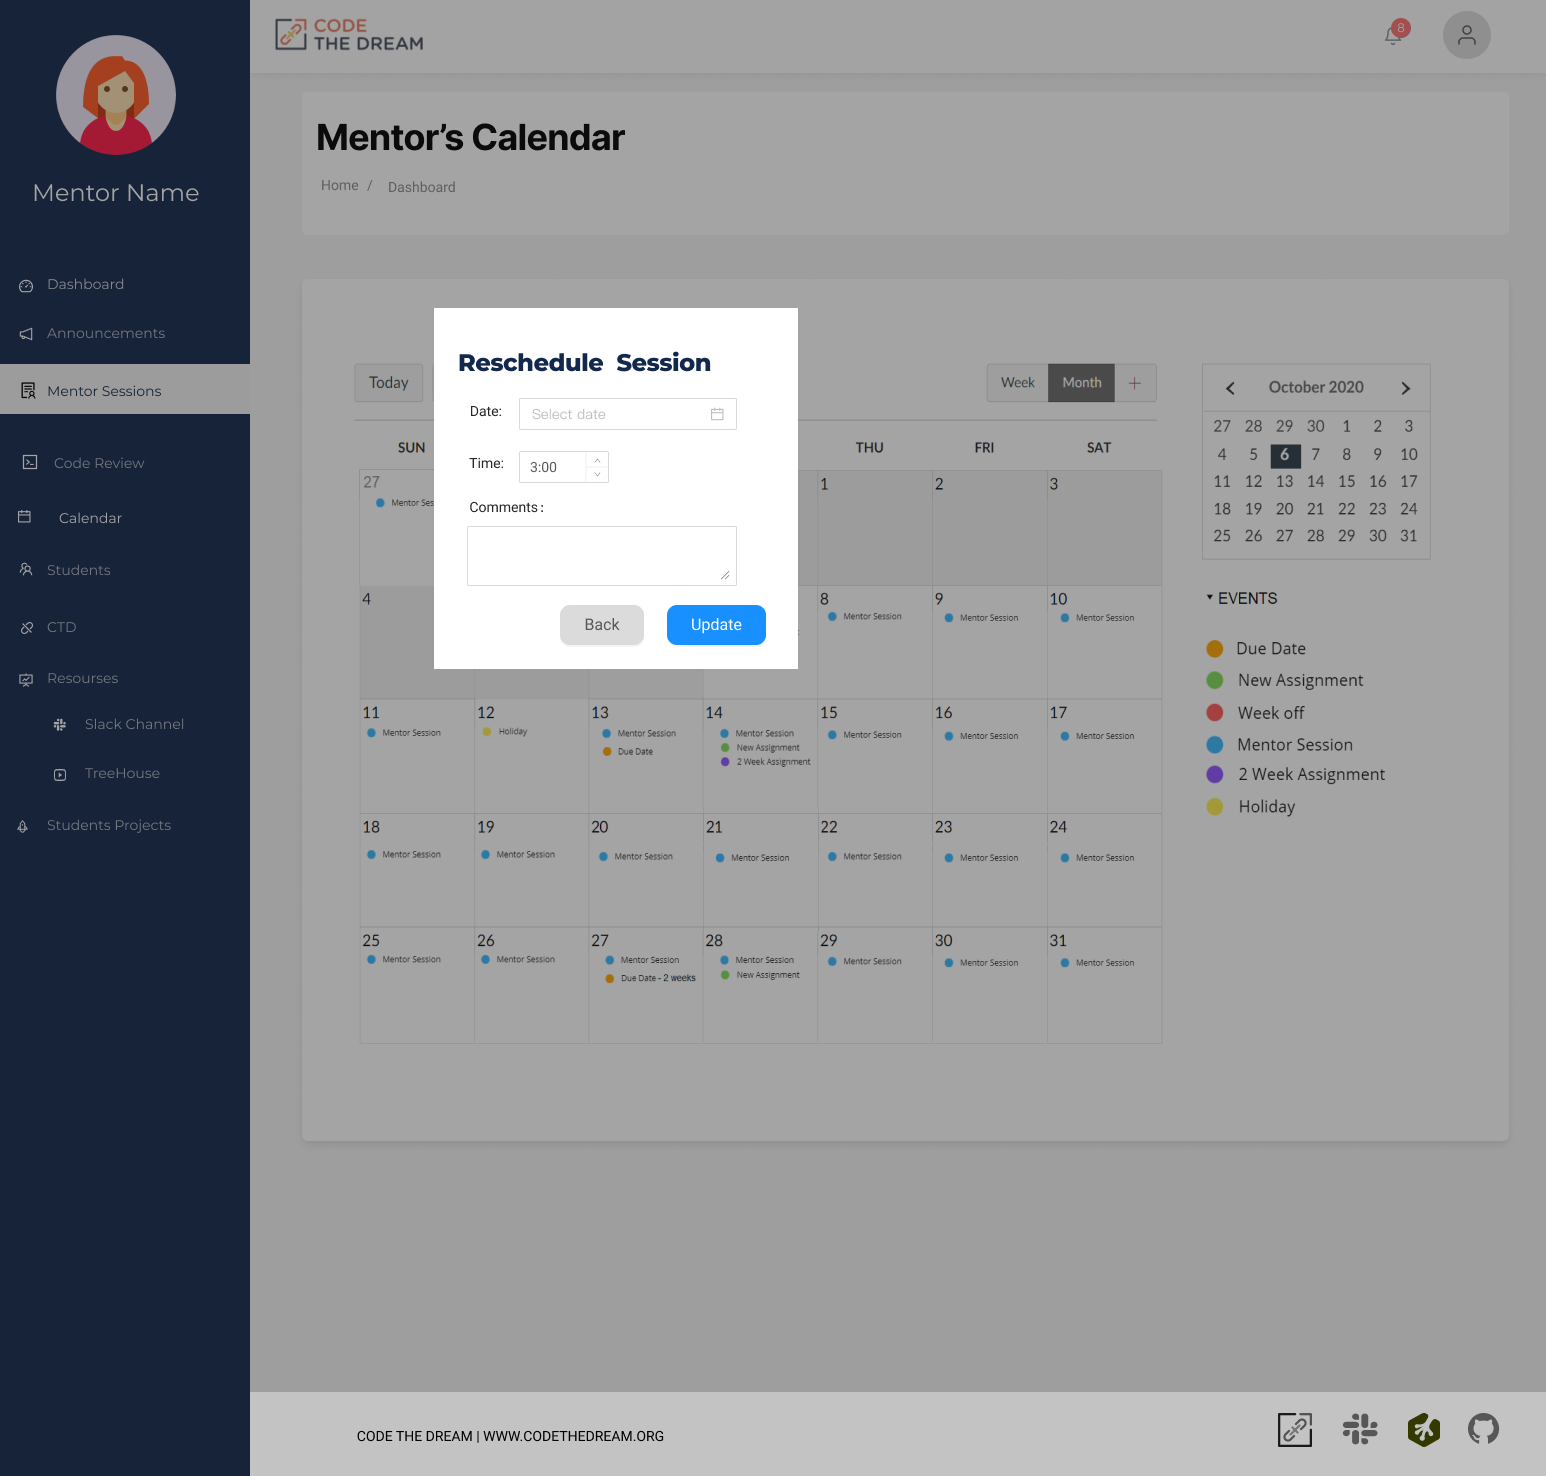 CODE
THE DREAM
8
Mentor Name
Dashboard
Announcements
Mentor Sessions
Code Review
Calendar
Students
CTD
Resourses
Slack Channel
TreeHouse
Students Projects
Mentor’s Calendar
Home / Dashboard
Reschedule Session
Date: Select date
Time: 3:00
Comments:
Back Update
Today
Week Month +
SUN THU FRI SAT
27 1 2 3
Mentor Ses
4 8 9 10
Mentor Session Mentor Session Mentor Session
11 12 13 14 15 16 17
Mentor Session Holiday Mentor Session Mentor Session Mentor Session Mentor Session Mentor Session
Due Date New Assignment
2 Week Assignment
18 19 20 21 22 23 24
Mentor Session Mentor Session Mentor Session Mentor Session Mentor Session Mentor Session Mentor Session
25 26 27 28 29 30 31
Mentor Session Mentor Session Mentor Session Mentor Session Mentor Session Mentor Session Mentor Session
Due Date - 2 weeks New Assignment
October 2020
27 28 29 30 1 2 3
4 5 6 7 8 9 10
11 12 13 14 15 16 17
18 19 20 21 22 23 24
25 26 27 28 29 30 31
EVENTS
Due Date
New Assignment
Week off
Mentor Session
2 Week Assignment
Holiday
CODE THE DREAM | WWW.CODETHEDREAM.ORG